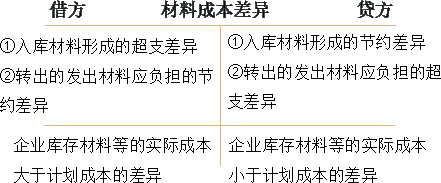 借方 材料成本差异 贷方
①入库材料形成的超支差异
②转出的发出材料应负担的节
约差异
①入库材料形成的节约差异
②转出的发出材料应负担的超
支差异
企业库存材料等的实际成本
大于计划成本的差异
企业库存材料等的实际成本
小于计划成本的差异